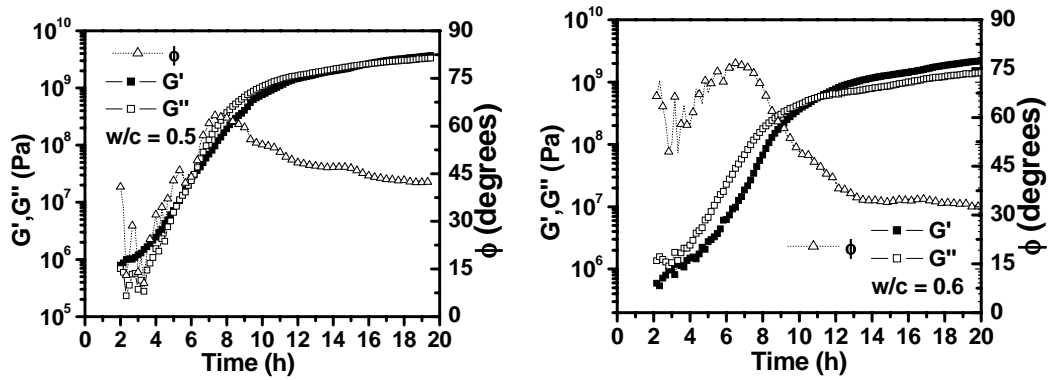 G',G'' (Pa)
10^10
10^9
10^8
10^7
10^6
10^5
ϕ
G'
G''
w/c = 0.5
90
75
60
45
30
15
0
ϕ (degrees)
0 2 4 6 8 10 12 14 16 18 20
Time (h)
G',G'' (Pa)
10^10
10^9
10^8
10^7
10^6
90
75
60
45
30
15
0
ϕ (degrees)
ϕ
G'
G''
w/c = 0.6
0 2 4 6 8 10 12 14 16 18 20
Time (h)